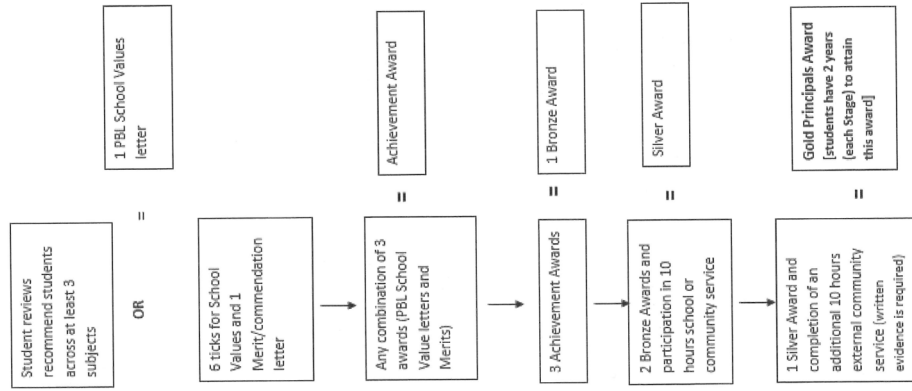 Student reviews
recommend students
across at least 3
subjects
OR
=
1 PBL School Values
letter
6 ticks for School
Values and 1
Merit/commendation
letter
Any combination of 3
awards (PBL School
Value letters and
Merits)
=
Achievement Award
3 Achievement Awards
=
1 Bronze Award
2 Bronze Awards and
participation in 10
hours school or
community service
=
Silver Award
1 Silver Award and
completion of an
additional 10 hours
external community
service (written
evidence is required)
=
Gold Principals Award
[students have 2 years
(each Stage) to attain
this award]